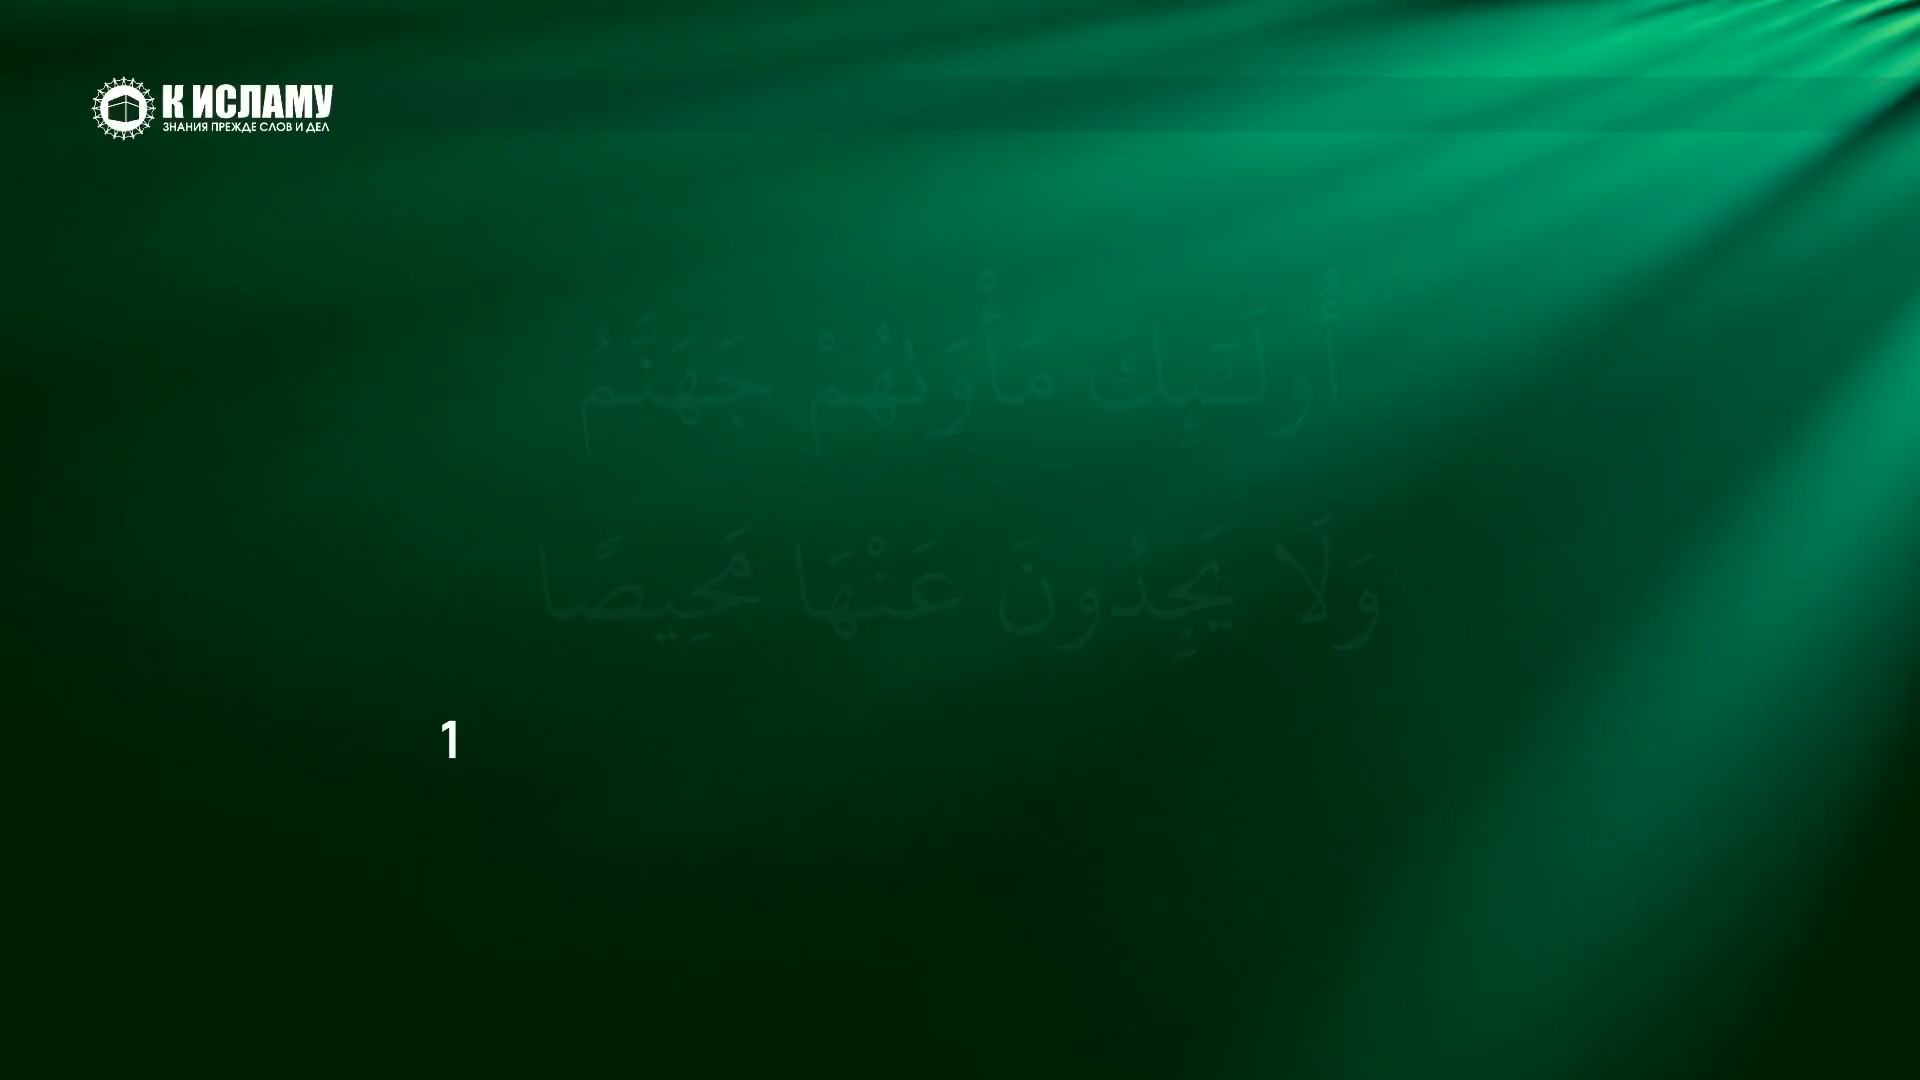 К ИСЛАМУ
ЗНАНИЯ ПРЕЖДЕ СЛОВ И ДЕЛ
أُولَٰٓئِكَ مَأْوَىٰهُمْ جَهَنَّمُ
وَلَا يَجِدُونَ عَنْهَا مَحِيصًا
1